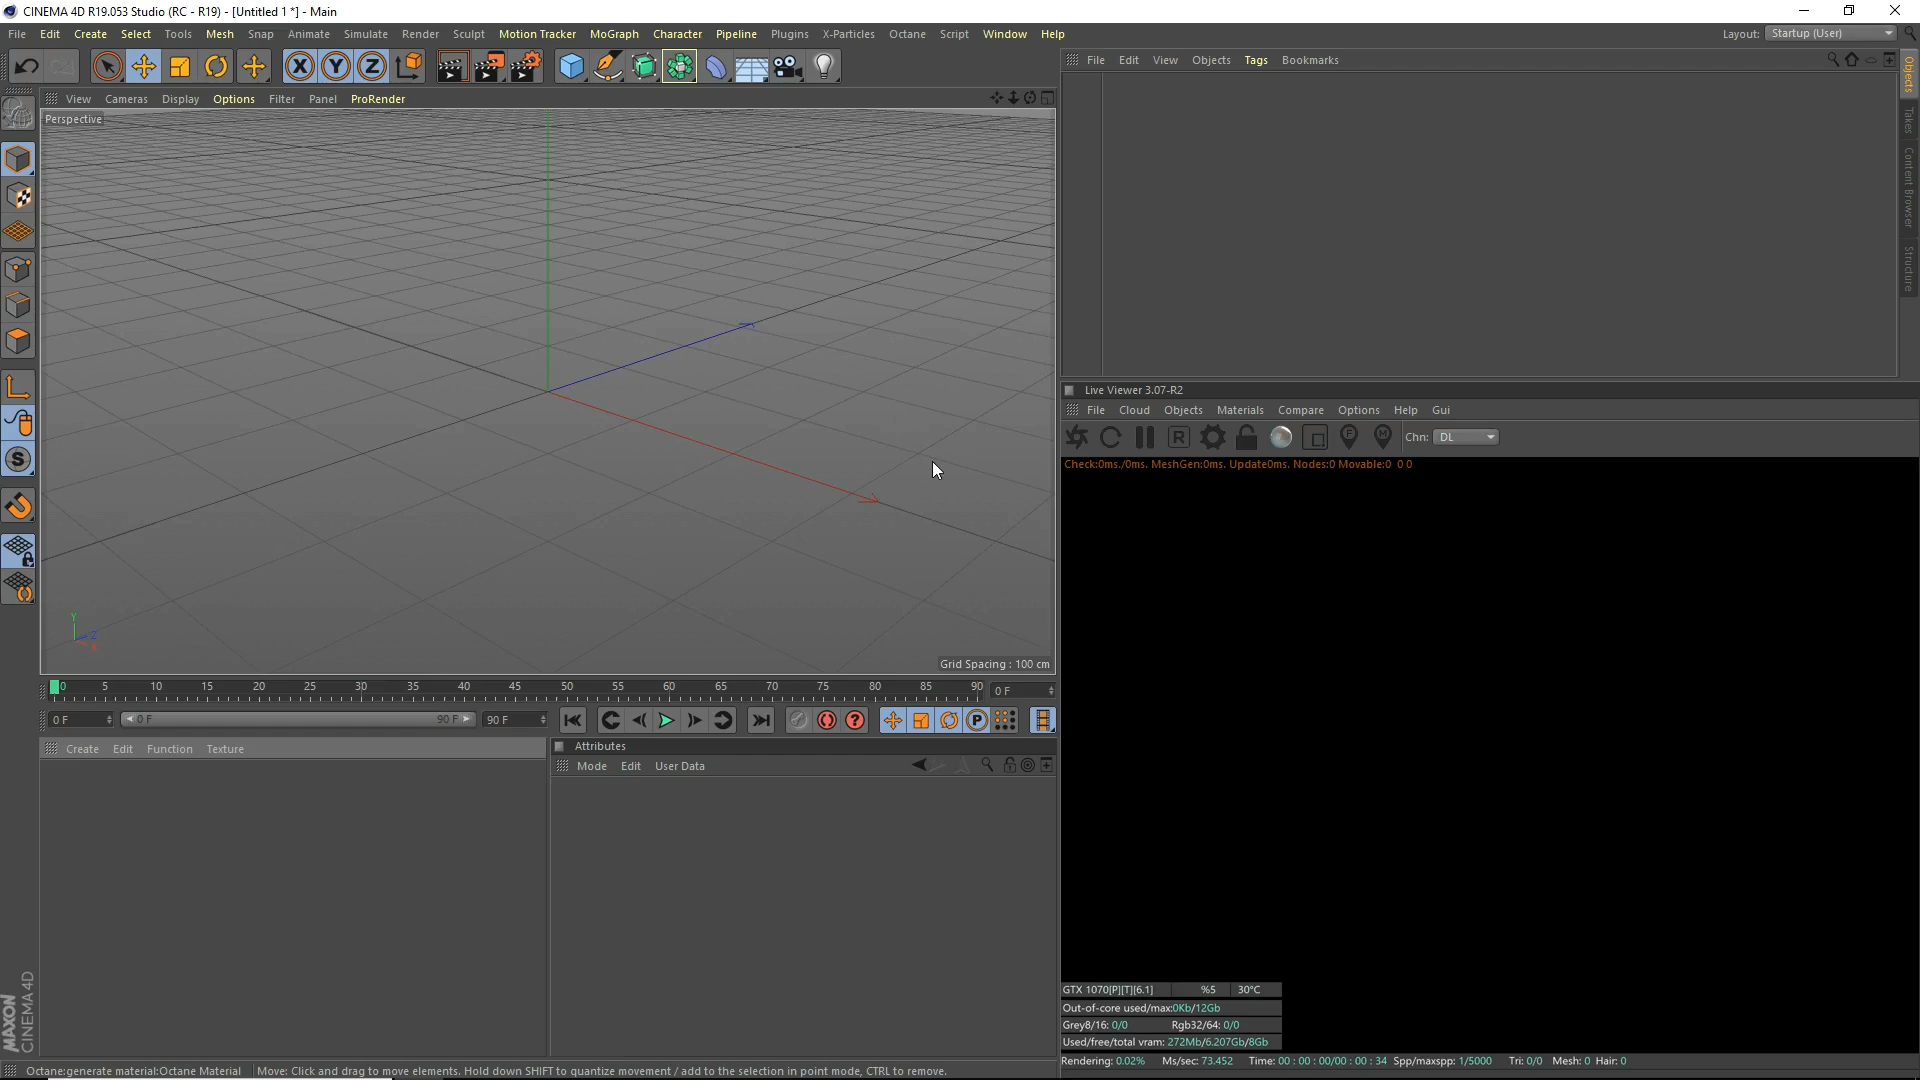 CINEMA 4D R19.053 Studio (RC - R19) - [Untitled 1 *] - Main
File Edit Create Select Tools Mesh Snap Animate Simulate Render Sculpt Motion Tracker MoGraph Character Pipeline Plugins X-Particles Octane Script Window Help
Layout: Startup (User)
X Y Z
File Edit View Objects Tags Bookmarks
View Cameras Display Options Filter Panel ProRender
Perspective
Objects
Takes
Content Browser
Structure
S
Live Viewer 3.07-R2
File Cloud Objects Materials Compare Options Help Gui
R F M Chn: DL
Check:0ms./0ms. MeshGen:0ms. Update0ms. Nodes:0 Movable:0 0 0
Y
Z
X
Grid Spacing : 100 cm
0 5 10 15 20 25 30 35 40 45 50 55 60 65 70 75 80 85 90 0 F
0 F 0 F 90 F 90 F ? P
Create Edit Function Texture
Attributes
Mode Edit User Data
MAXON
CINEMA 4D
GTX 1070[P][T][6.1] %5 30°C
Out-of-core used/max:0Kb/12Gb
Grey8/16: 0/0 Rgb32/64: 0/0
Used/free/total vram: 272Mb/6.207Gb/8Gb
Rendering: 0.02% Ms/sec: 73.452 Time: 00 : 00 : 00/00 : 00 : 34 Spp/maxspp: 1/5000 Tri: 0/0 Mesh: 0 Hair: 0
Octane:generate material:Octane Material Move: Click and drag to move elements. Hold down SHIFT to quantize movement / add to the selection in point mode, CTRL to remove.